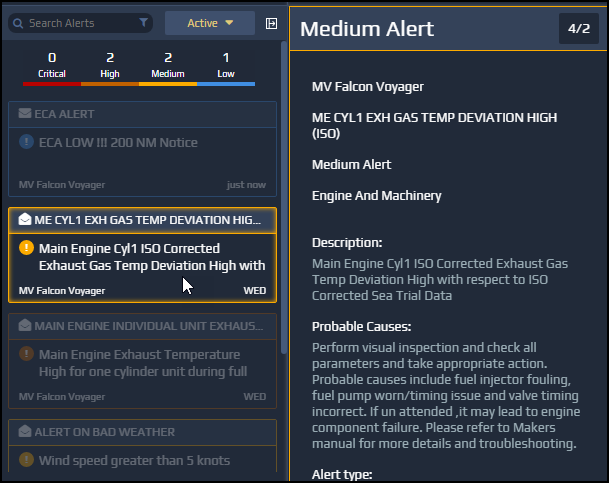 Search Alerts
Active
0
2
2
1
Critical
High
Medium
Low
ECA ALERT
ECA LOW !!! 200 NM Notice
MV Falcon Voyager
just now
ME CYL1 EXH GAS TEMP DEVIATION HIG...
Main Engine Cyl1 ISO Corrected
Exhaust Gas Temp Deviation High with
MV Falcon Voyager
WED
MAIN ENGINE INDIVIDUAL UNIT EXHAUS...
Main Engine Exhaust Temperature
High for one cylinder unit during full
MV Falcon Voyager
WED
ALERT ON BAD WEATHER
Wind speed greater than 5 knots
Medium Alert
4/2
MV Falcon Voyager
ME CYL1 EXH GAS TEMP DEVIATION HIGH
(ISO)
Medium Alert
Engine And Machinery
Description:
Main Engine Cyl1 ISO Corrected Exhaust Gas
Temp Deviation High with respect to ISO
Corrected Sea Trial Data
Probable Causes:
Perform visual inspection and check all
parameters and take appropriate action.
Probable causes include fuel injector fouling,
fuel pump worn/timing issue and valve timing
incorrect. If un attended ,it may lead to engine
component failure. Please refer to Makers
manual for more details and troubleshooting.
Alert type: